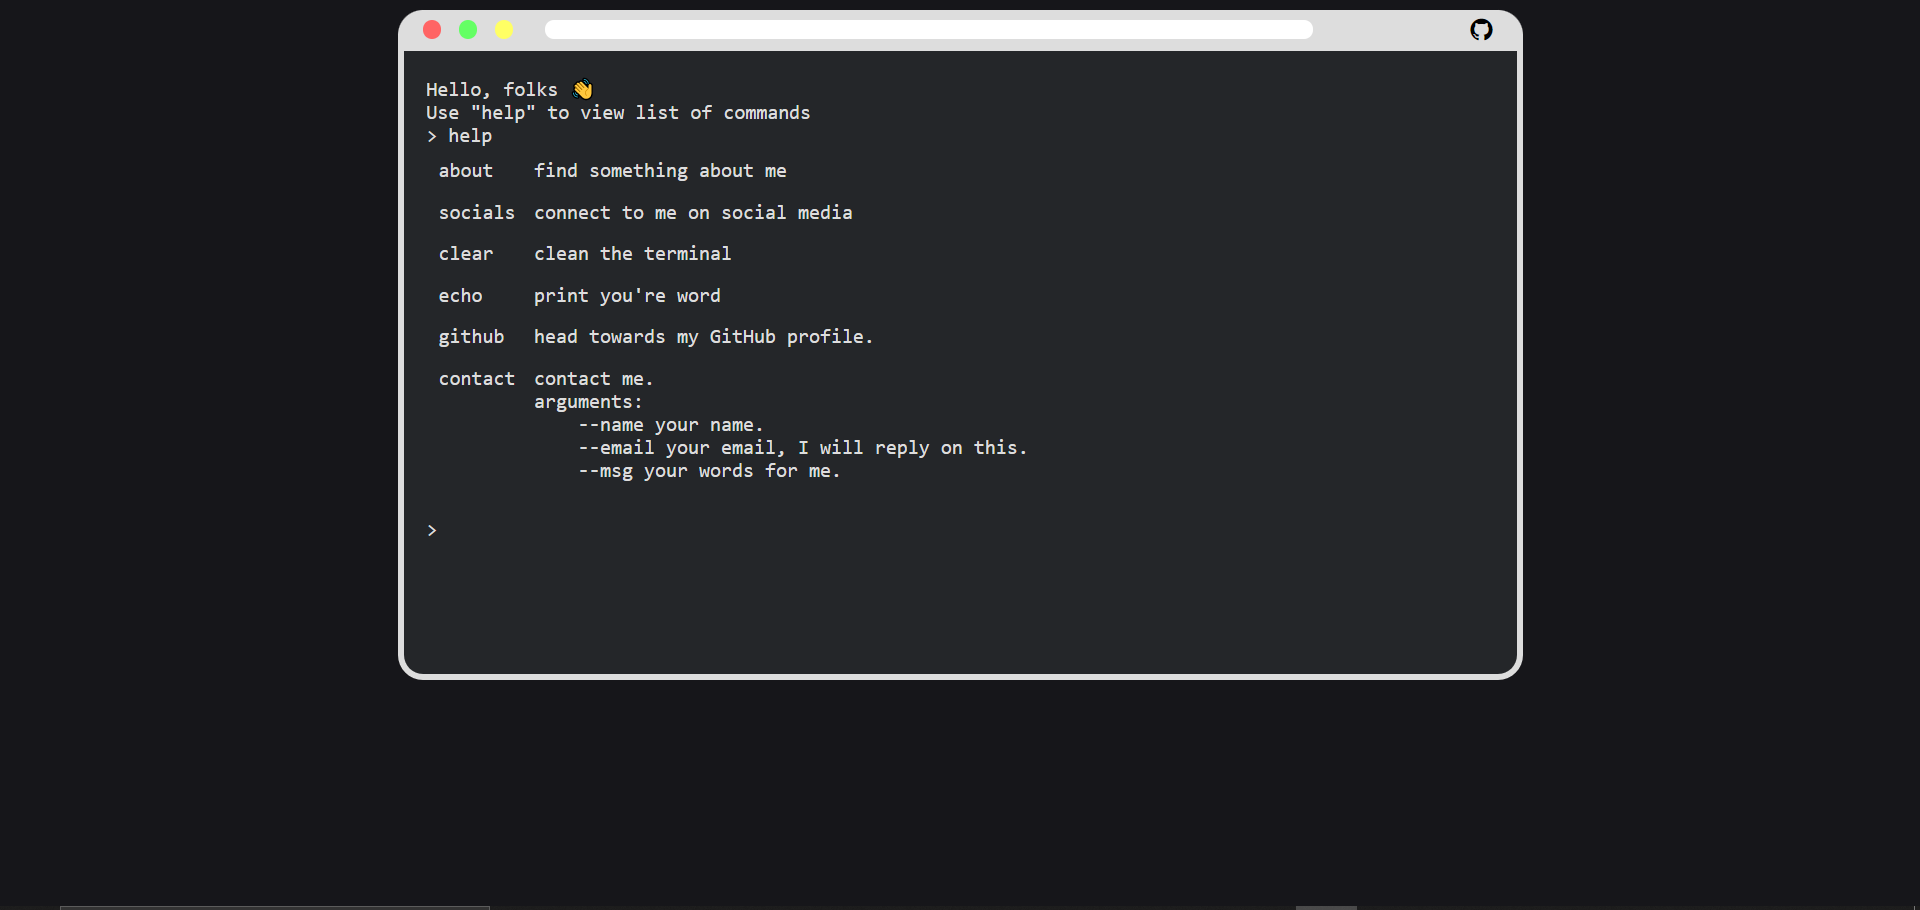 Hello, folks 👋
Use "help" to view list of commands
> help
about find something about me
socials connect to me on social media
clear clean the terminal
echo print you're word
github head towards my GitHub profile.
contact contact me.
arguments:
--name your name.
--email your email, I will reply on this.
--msg your words for me.
>